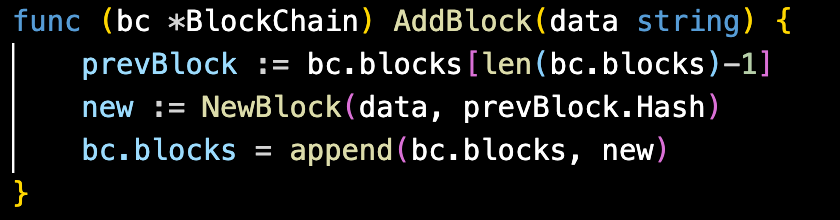 func (bc *BlockChain) AddBlock(data string) {
    prevBlock := bc.blocks[len(bc.blocks)-1]
    new := NewBlock(data, prevBlock.Hash)
    bc.blocks = append(bc.blocks, new)
}